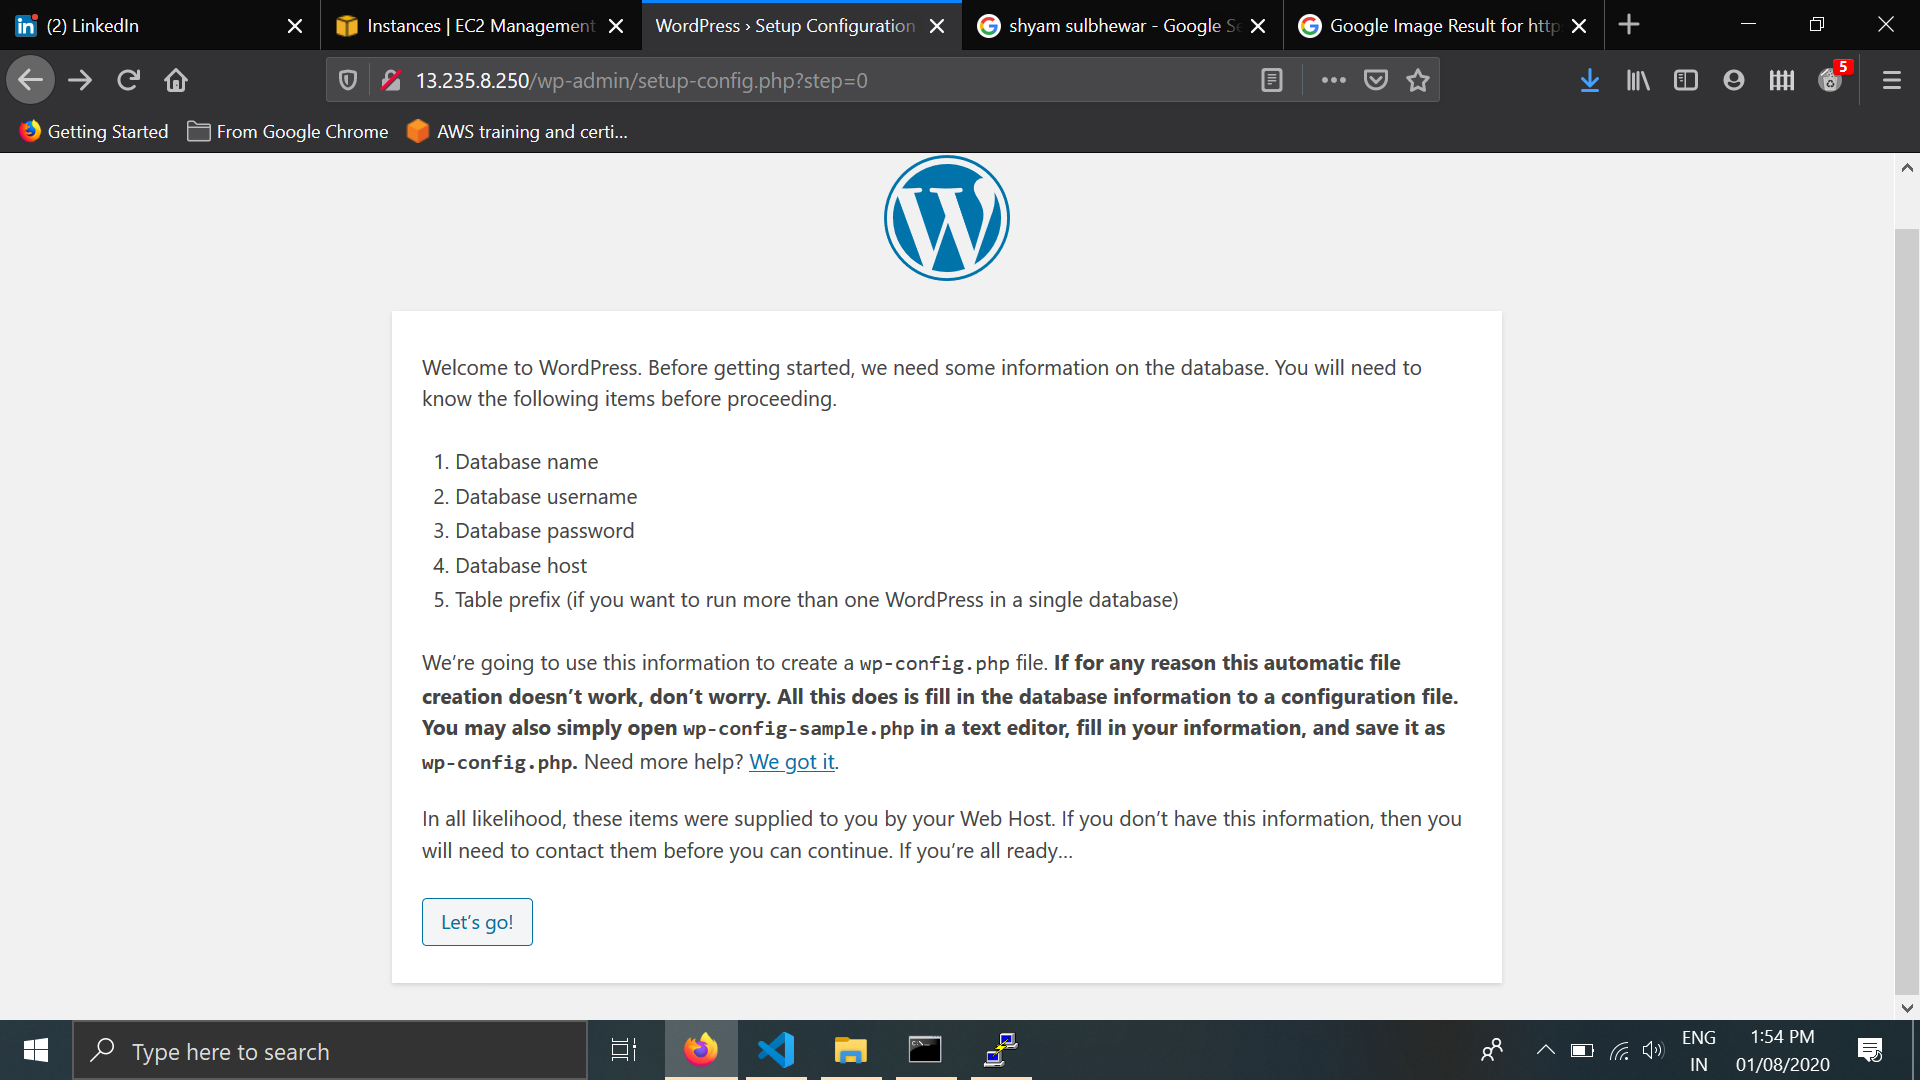 (2) LinkedIn
Instances | EC2 Management
WordPress › Setup Configuration
shyam sulbhewar - Google Se
Google Image Result for http
13.235.8.250/wp-admin/setup-config.php?step=0
5
Getting Started
From Google Chrome
AWS training and certi...
Welcome to WordPress. Before getting started, we need some information on the database. You will need to
know the following items before proceeding.
1. Database name
2. Database username
3. Database password
4. Database host
5. Table prefix (if you want to run more than one WordPress in a single database)
We’re going to use this information to create a wp-config.php file. If for any reason this automatic file
creation doesn’t work, don’t worry. All this does is fill in the database information to a configuration file.
You may also simply open wp-config-sample.php in a text editor, fill in your information, and save it as
wp-config.php. Need more help? We got it.
In all likelihood, these items were supplied to you by your Web Host. If you don’t have this information, then you
will need to contact them before you can continue. If you’re all ready…
Let’s go!
Type here to search
ENG
IN
1:54 PM
01/08/2020